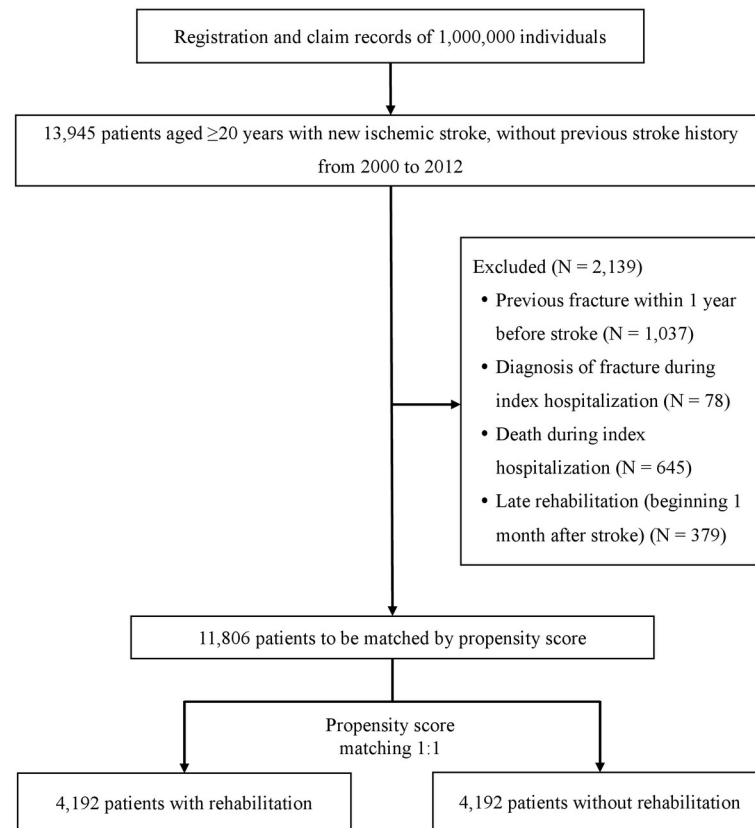 Registration and claim records of 1,000,000 individuals
13,945 patients aged ≥20 years with new ischemic stroke, without previous stroke history
from 2000 to 2012
Excluded (N = 2,139)
• Previous fracture within 1 year
before stroke (N = 1,037)
• Diagnosis of fracture during
index hospitalization (N = 78)
• Death during index
hospitalization (N = 645)
• Late rehabilitation (beginning 1
month after stroke) (N = 379)
11,806 patients to be matched by propensity score
Propensity score
matching 1:1
4,192 patients with rehabilitation
4,192 patients without rehabilitation